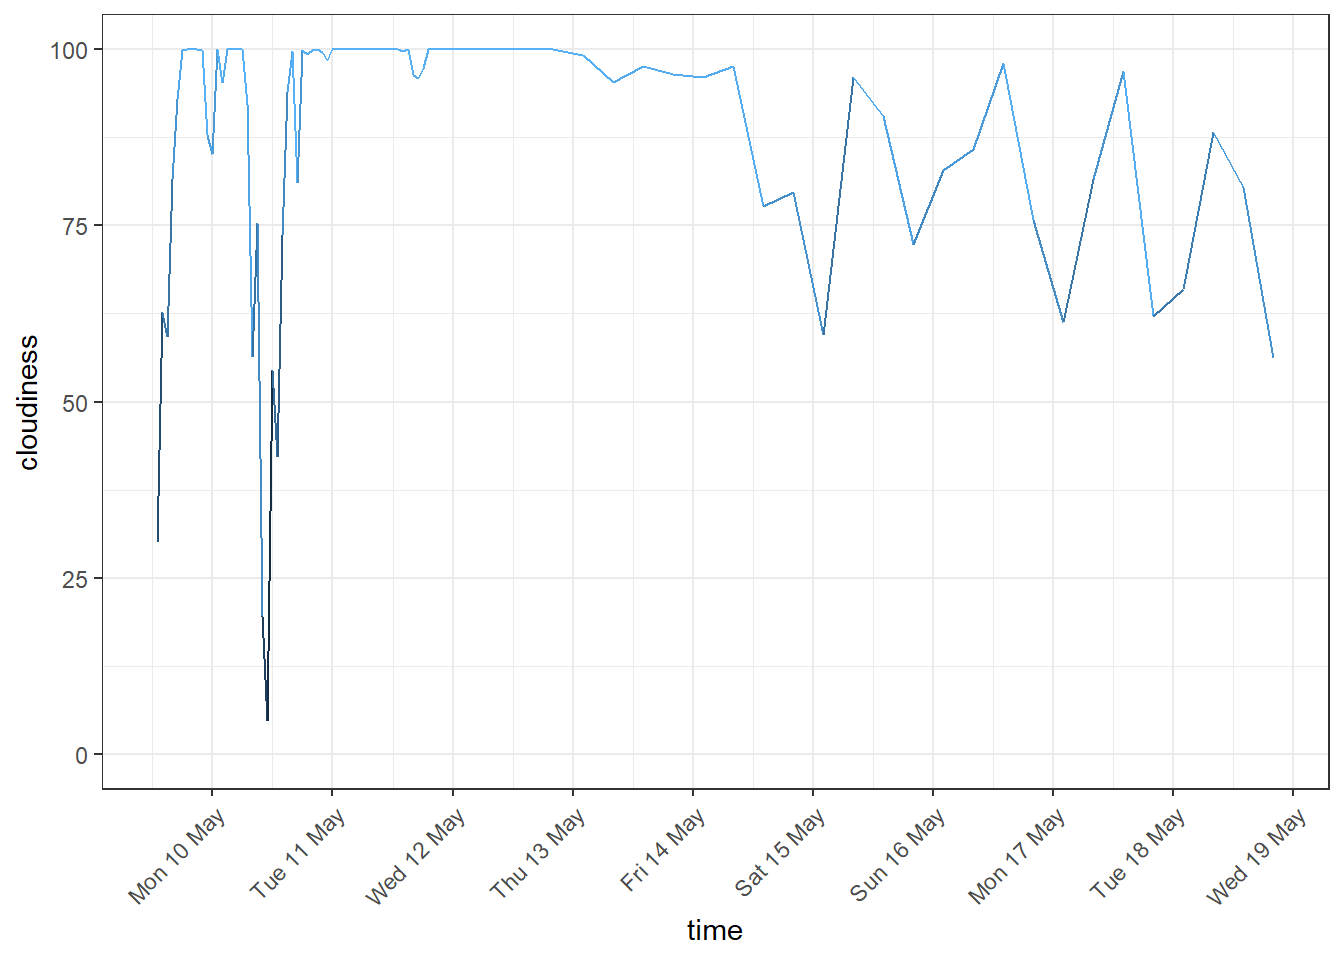 100
75
50
25
0
cloudiness
Mon 10 May
Tue 11 May
Wed 12 May
Thu 13 May
Fri 14 May
Sat 15 May
Sun 16 May
Mon 17 May
Tue 18 May
Wed 19 May
time